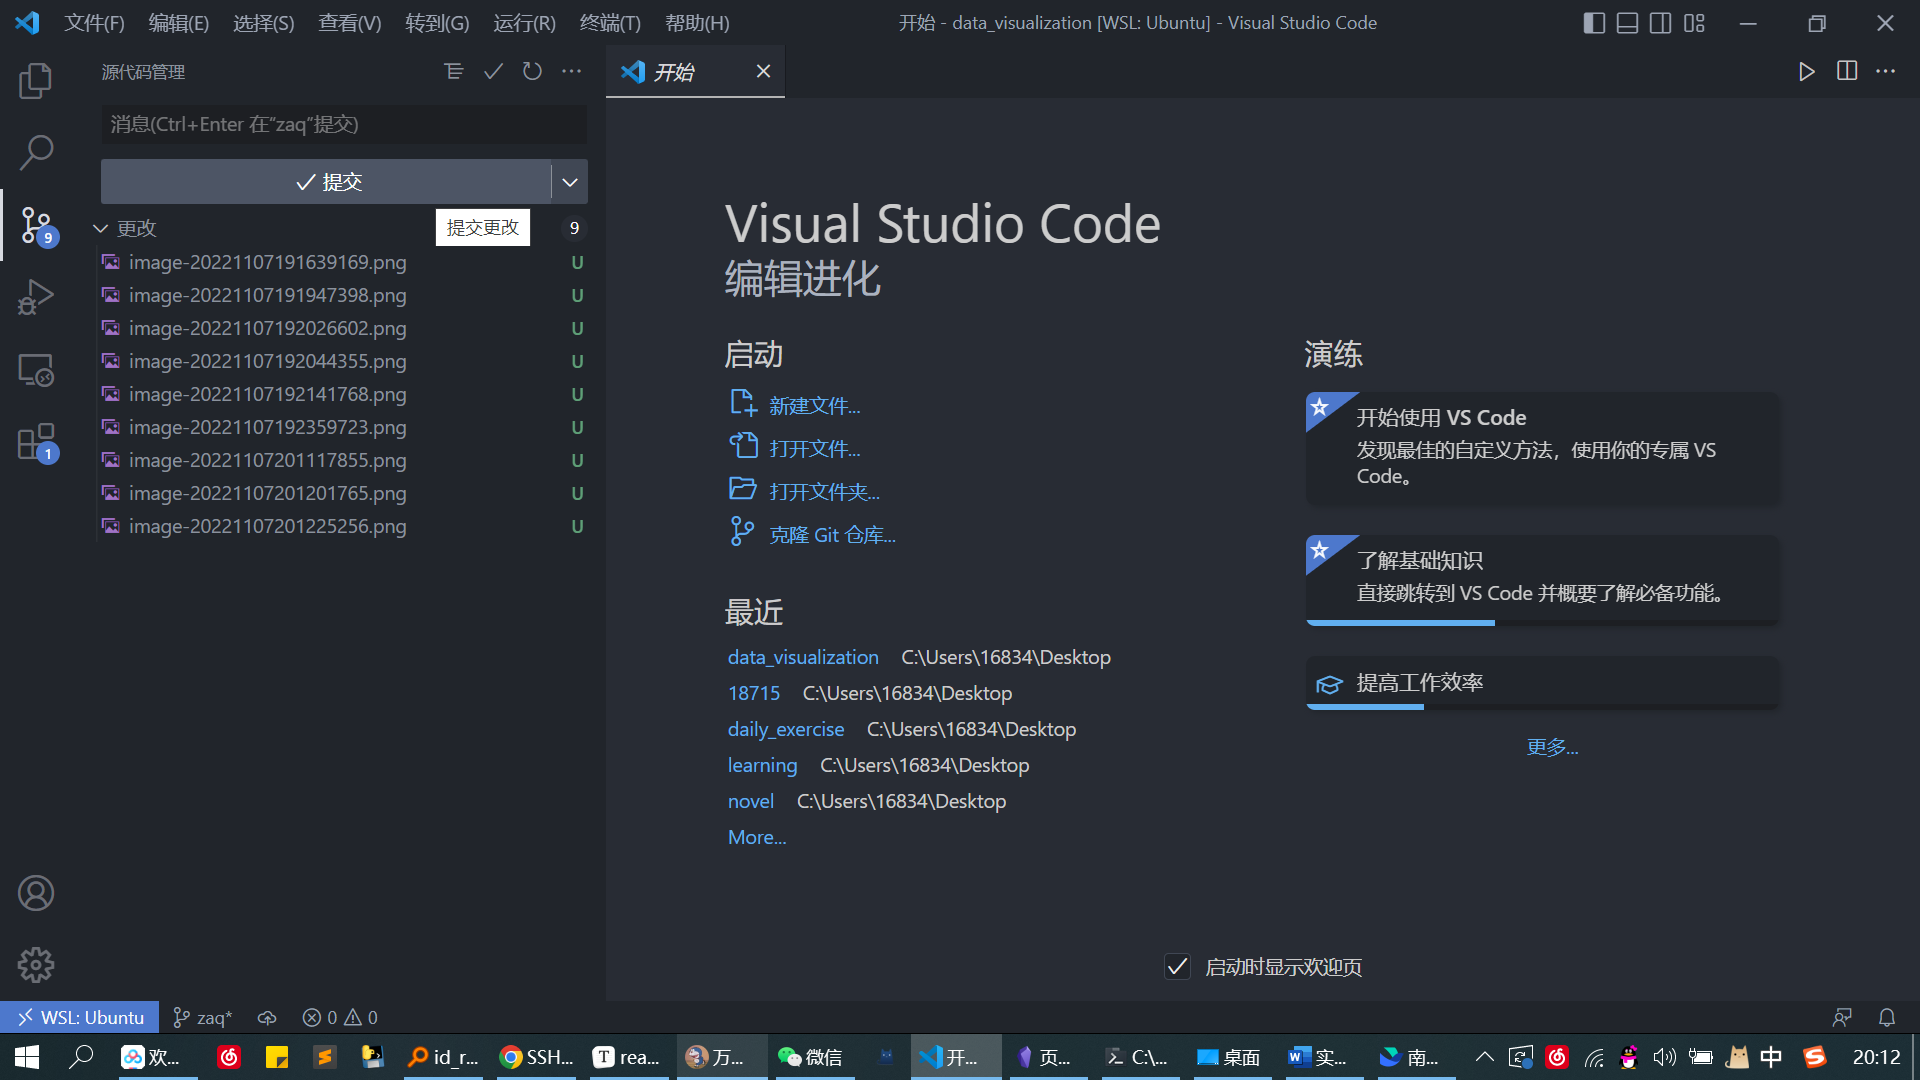 文件(F) 编辑(E) 选择(S) 查看(V) 转到(G) 运行(R) 终端(T) 帮助(H) 开始 - data_visualization [WSL: Ubuntu] - Visual Studio Code
源代码管理
开始
消息(Ctrl+Enter 在“zaq”提交)
提交
更改
提交更改
9
9
image-20221107191639169.png U
image-20221107191947398.png U
image-20221107192026602.png U
image-20221107192044355.png U
image-20221107192141768.png U
image-20221107192359723.png U
image-20221107201117855.png U
image-20221107201201765.png U
image-20221107201225256.png U
1
Visual Studio Code
编辑进化
启动
新建文件...
打开文件...
打开文件夹...
克隆 Git 仓库...
最近
data_visualization C:\Users\16834\Desktop
18715 C:\Users\16834\Desktop
daily_exercise C:\Users\16834\Desktop
learning C:\Users\16834\Desktop
novel C:\Users\16834\Desktop
More...
演练
开始使用 VS Code
发现最佳的自定义方法，使用你的专属 VS
Code。
了解基础知识
直接跳转到 VS Code 并概要了解必备功能。
提高工作效率
更多...
启动时显示欢迎页
WSL: Ubuntu zaq* 0 0
欢... id_r... SSH... T rea... 万... 微信 开... 页... C:\... 桌面 W 实... 南... 中 S 20:12